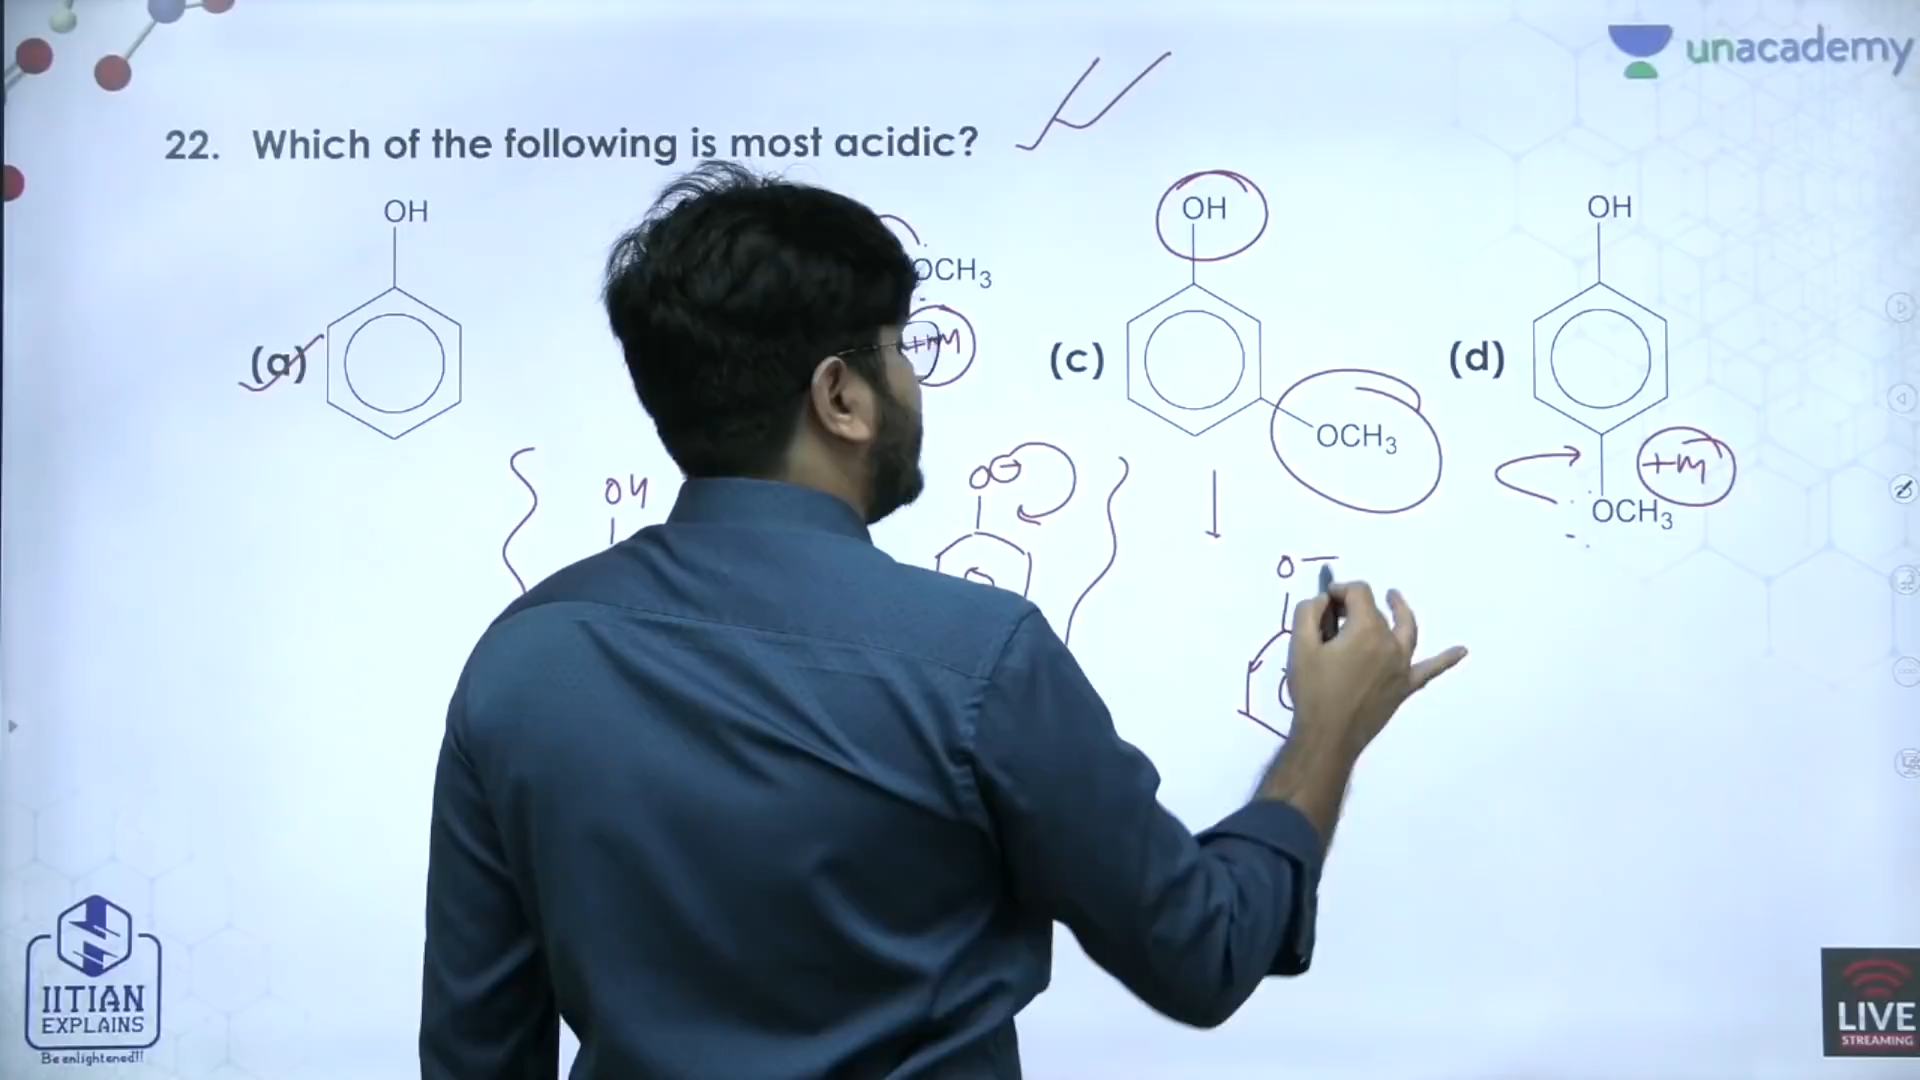 unacademy
22. Which of the following is most acidic?
OH
OCH3
OH
OH
(a)
+M
(c)
(d)
OCH3
+M
OCH3
OH
O⊖
O–
IITIAN
EXPLAINS
Be enlightened!!
LIVE
STREAMING